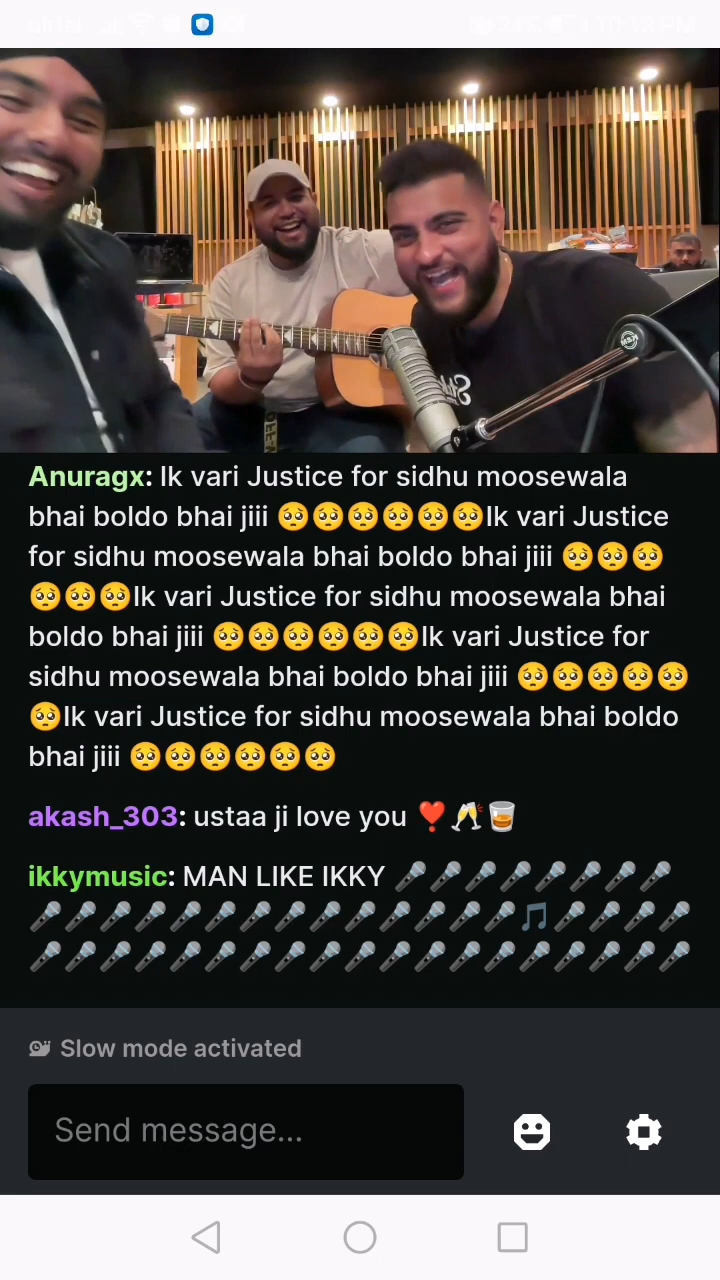 Anuragx: Ik vari Justice for sidhu moosewala
bhai boldo bhai jiii 🥺🥺🥺🥺🥺🥺Ik vari Justice
for sidhu moosewala bhai boldo bhai jiii 🥺🥺🥺
🥺🥺🥺Ik vari Justice for sidhu moosewala bhai
boldo bhai jiii 🥺🥺🥺🥺🥺🥺Ik vari Justice for
sidhu moosewala bhai boldo bhai jiii 🥺🥺🥺🥺🥺
🥺Ik vari Justice for sidhu moosewala bhai boldo
bhai jiii 🥺🥺🥺🥺🥺🥺
akash_303: ustaa ji love you ❣️🥂🥃
ikkymusic: MAN LIKE IKKY 🎤🎤🎤🎤🎤🎤🎤🎤
🎤🎤🎤🎤🎤🎤🎤🎤🎤🎤🎤🎤🎤🎤🎵🎤🎤🎤🎤
🎤🎤🎤🎤🎤🎤🎤🎤🎤🎤🎤🎤🎤🎤🎤🎤🎤🎤🎤
Slow mode activated
Send message...